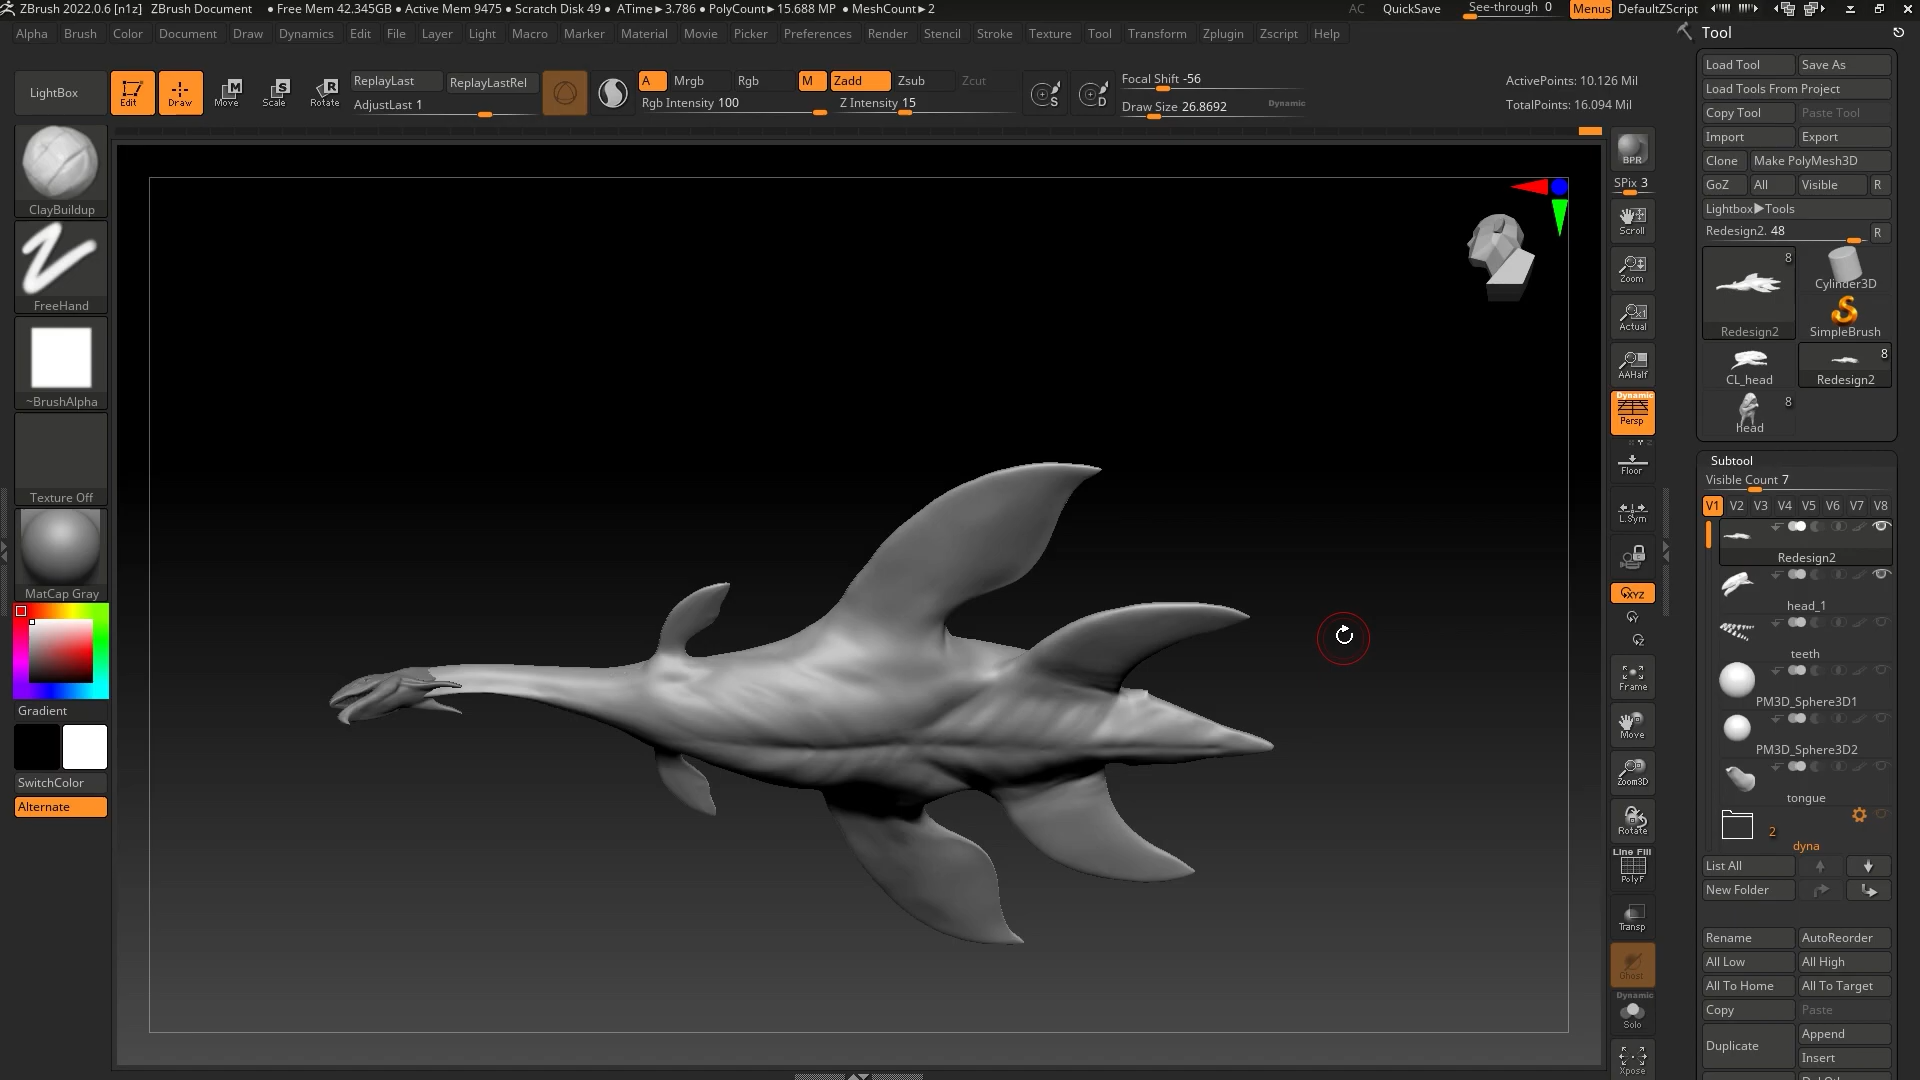 ZBrush 2022.0.6 [n1z] ZBrush Document ● Free Mem 42.345GB ● Active Mem 9475 ● Scratch Disk 49 ● ATime►3.786 ● PolyCount►15.688 MP ● MeshCount►2 AC QuickSave See-through 0 Menus DefaultZScript
Alpha Brush Color Document Draw Dynamics Edit File Layer Light Macro Marker Material Movie Picker Preferences Render Stencil Stroke Texture Tool Transform Zplugin Zscript Help
LightBox Edit Draw Move Scale Rotate
ReplayLast ReplayLastRel
AdjustLast 1
A Mrgb Rgb M Zadd Zsub Zcut
Rgb Intensity 100 Z Intensity 15
S D
Focal Shift -56
Draw Size 26.8692 Dynamic
ActivePoints: 10.126 Mil
TotalPoints: 16.094 Mil
ClayBuildup
FreeHand
~BrushAlpha
Texture Off
MatCap Gray
Gradient
SwitchColor
Alternate
BPR
SPix 3
Scroll
Zoom
Actual
AAHalf
Dynamic
Persp
Floor
L.Sym
XYZ
Y
Z
Frame
Move
Zoom3D
Rotate
Line Fill
PolyF
Transp
Ghost
Dynamic
Solo
Xpose
Tool
Load Tool Save As
Load Tools From Project
Copy Tool Paste Tool
Import Export
Clone Make PolyMesh3D
GoZ All Visible R
Lightbox►Tools
Redesign2. 48 R
8
Redesign2
Cylinder3D
SimpleBrush
CL_head
8
Redesign2
8
head
Subtool
Visible Count 7
V1 V2 V3 V4 V5 V6 V7 V8
Redesign2
head_1
teeth
PM3D_Sphere3D1
PM3D_Sphere3D2
tongue
2
dyna
List All
New Folder
Rename AutoReorder
All Low All High
All To Home All To Target
Copy Paste
Duplicate Append
Insert